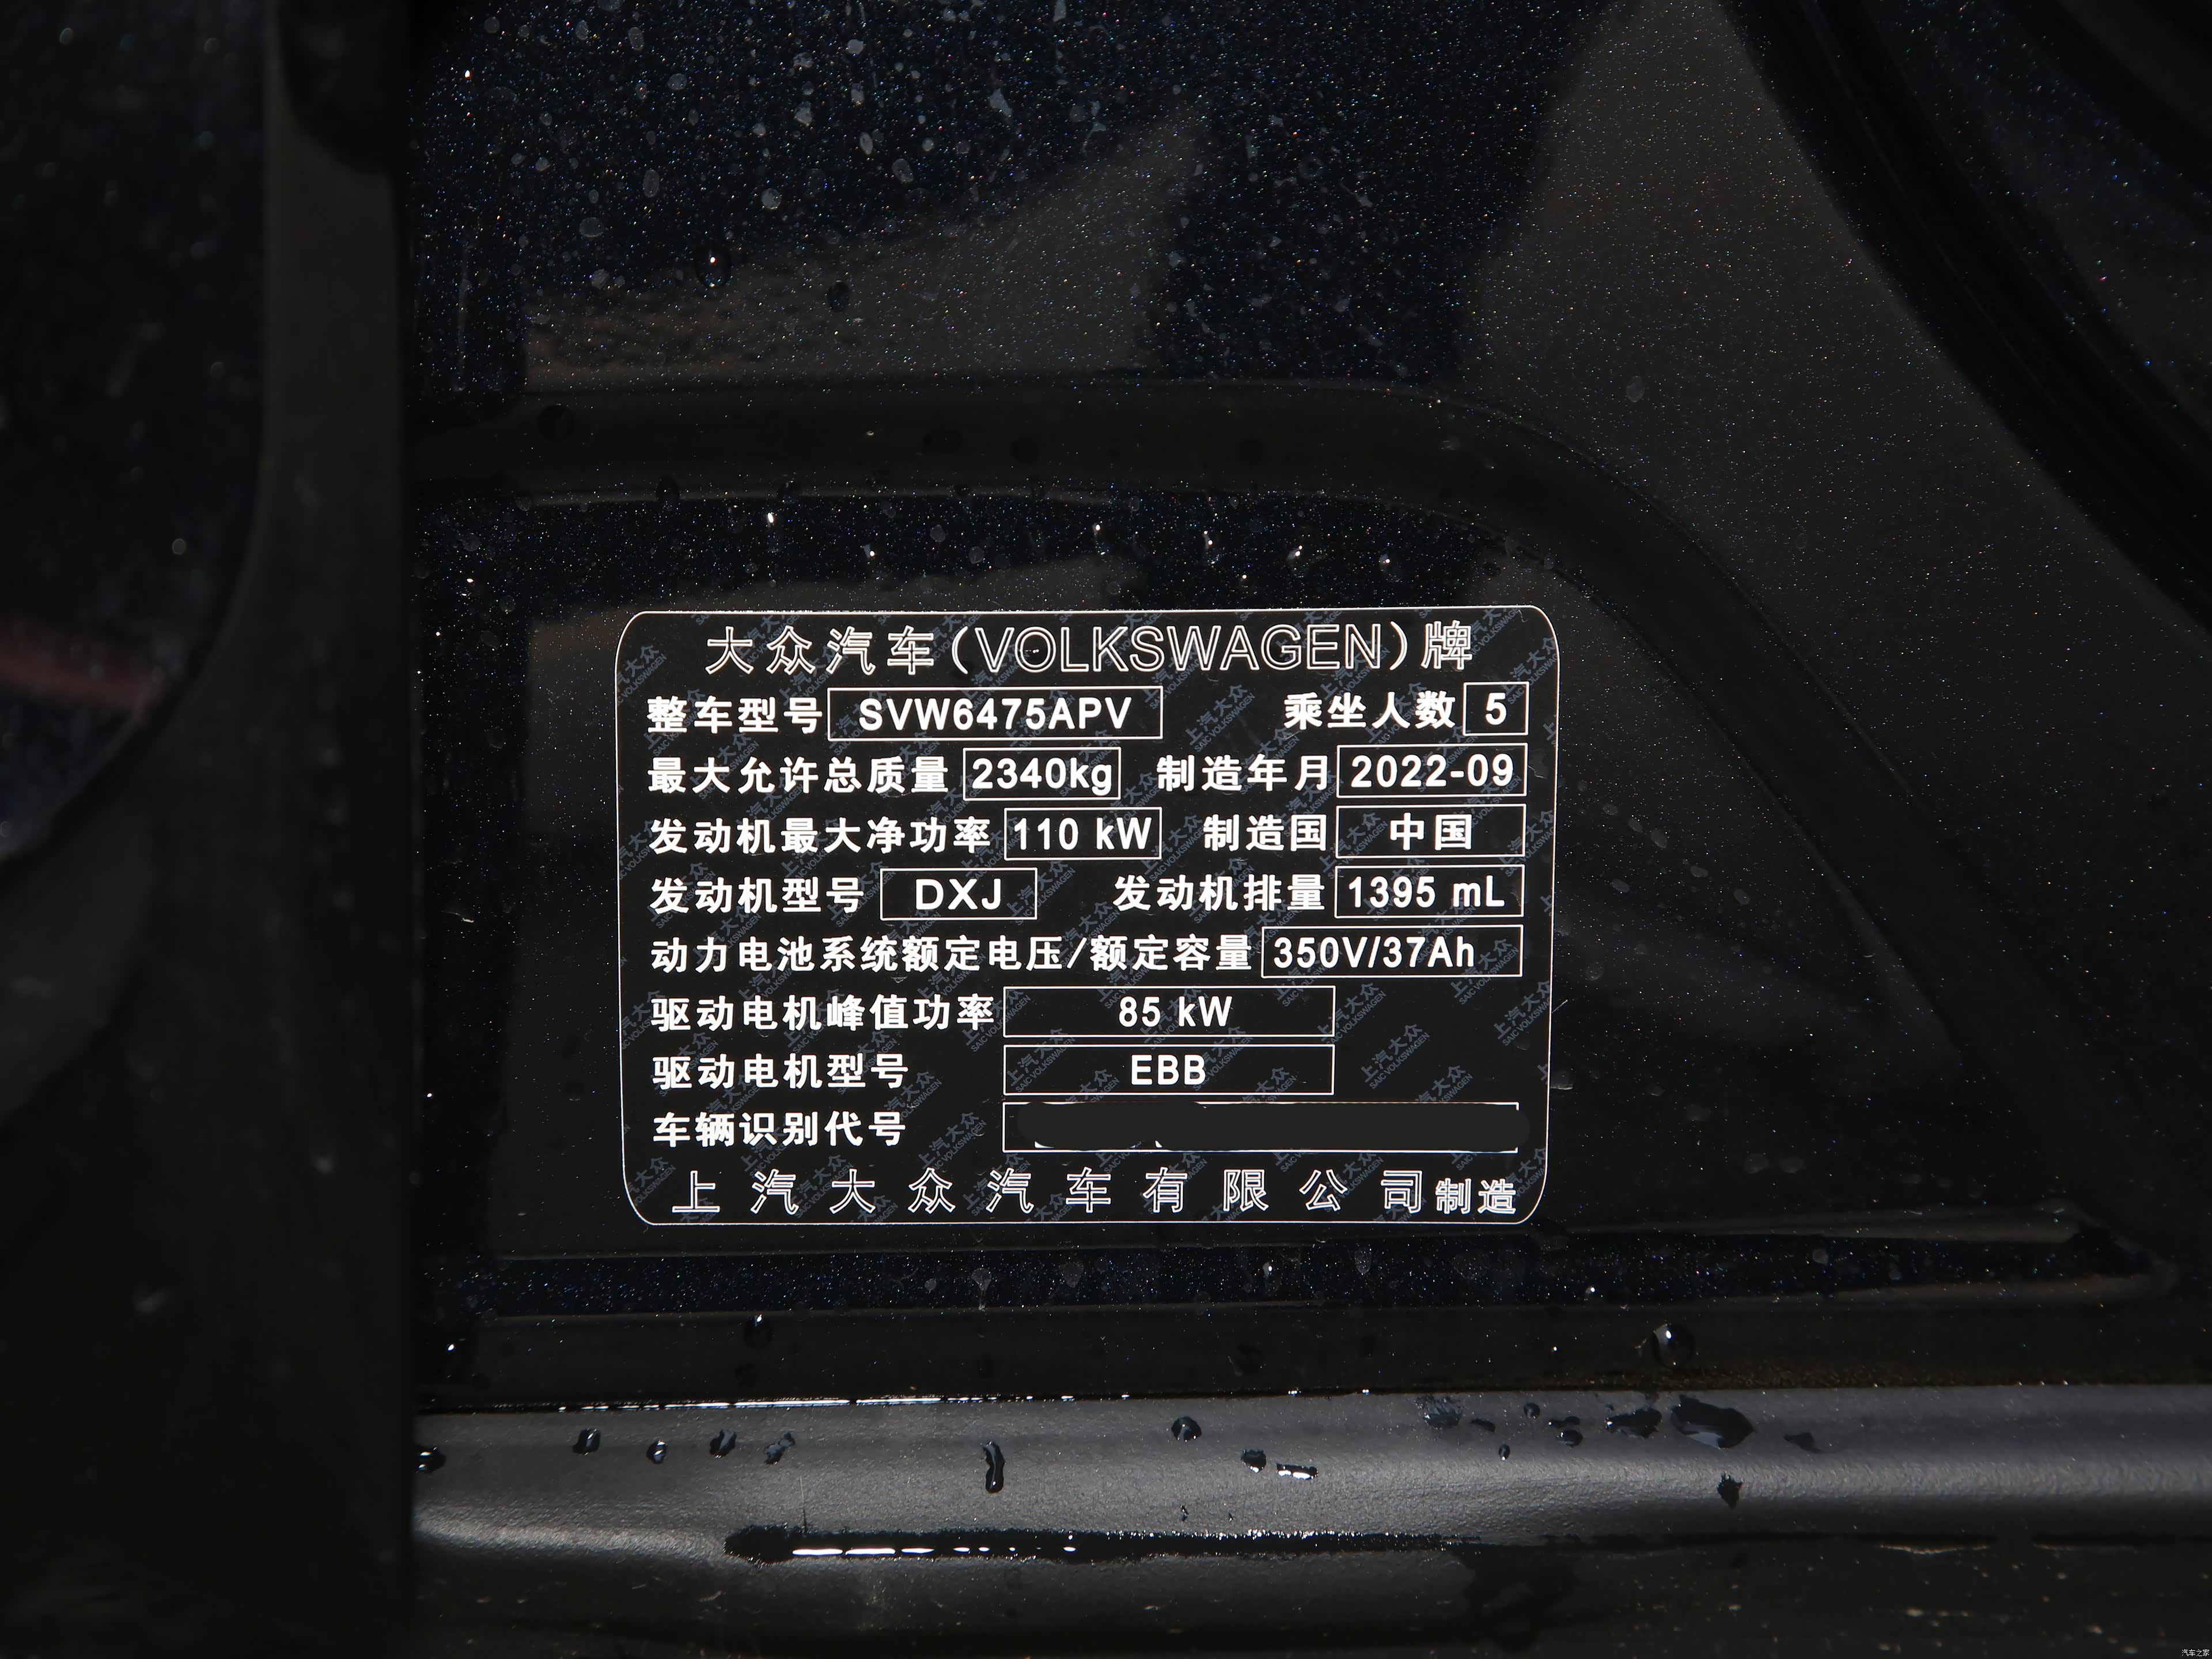 大众汽车(VOLKSWAGEN)牌
整车型号 SVW6475APV 乘坐人数 5
最大允许总质量 2340kg 制造年月 2022-09
发动机最大净功率 110 kW 制造国 中国
发动机型号 DXJ 发动机排量 1395 mL
动力电池系统额定电压/额定容量 350V/37Ah
驱动电机峰值功率 85 kW
驱动电机型号 EBB
车辆识别代号
上汽大众汽车有限公司制造
汽车之家